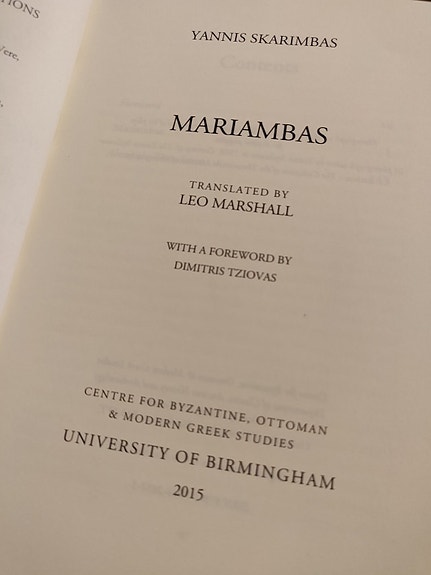 YANNIS SKARIMBAS
MARIAMBAS
TRANSLATED BY
LEO MARSHALL
WITH A FOREWORD BY
DIMITRIS TZIOVAS
CENTRE FOR BYZANTINE, OTTOMAN
& MODERN GREEK STUDIES
UNIVERSITY OF BIRMINGHAM
2015